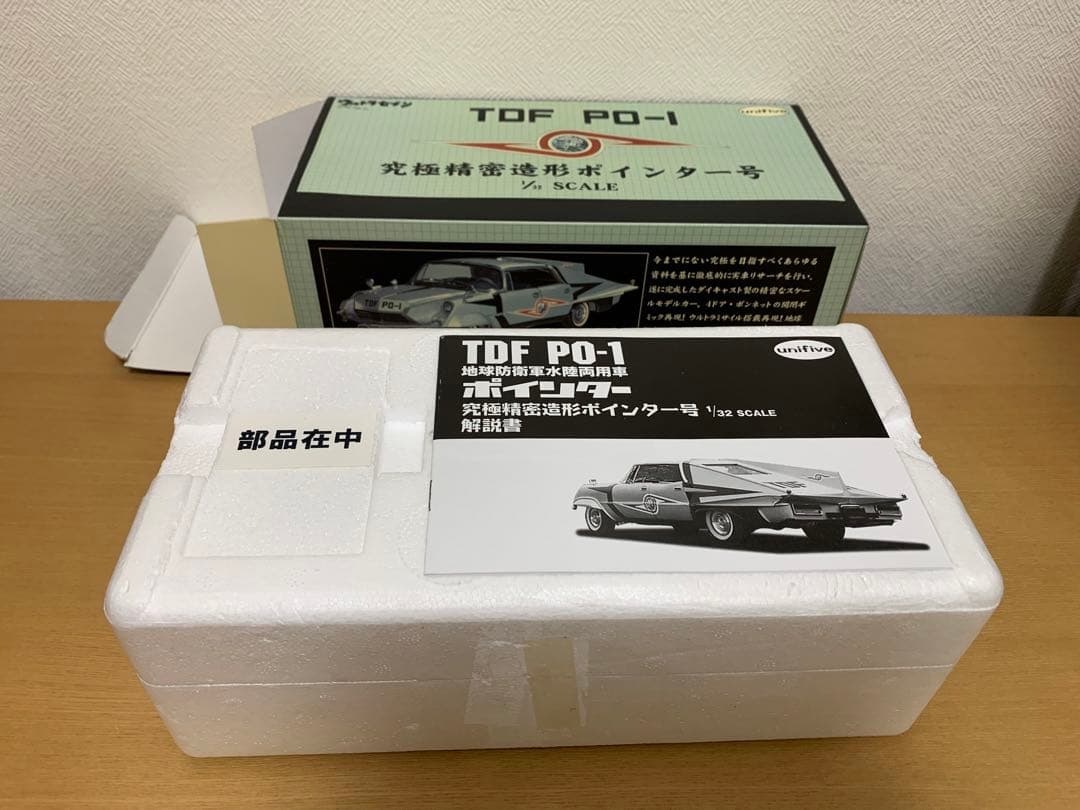 ウルトラセブン
TDF PO-1
unifive
究極精密造形ポインター号
1/32 SCALE
TDF PO-1
今までにない究極を目指すべくあらゆる
資料を基に徹底的に実車リサーチを行い、
遂に完成したダイキャスト製の精密なスケー
ルモデルカー。4ドア・ボンネットの開閉ギ
ミック再現!ウルトラミサイル搭載再現!地球
TDF PO-1
unifive
地球防衛軍水陸両用車
ポインター
究極精密造形ポインター号 1/32 SCALE
解説書
部品在中
TDF